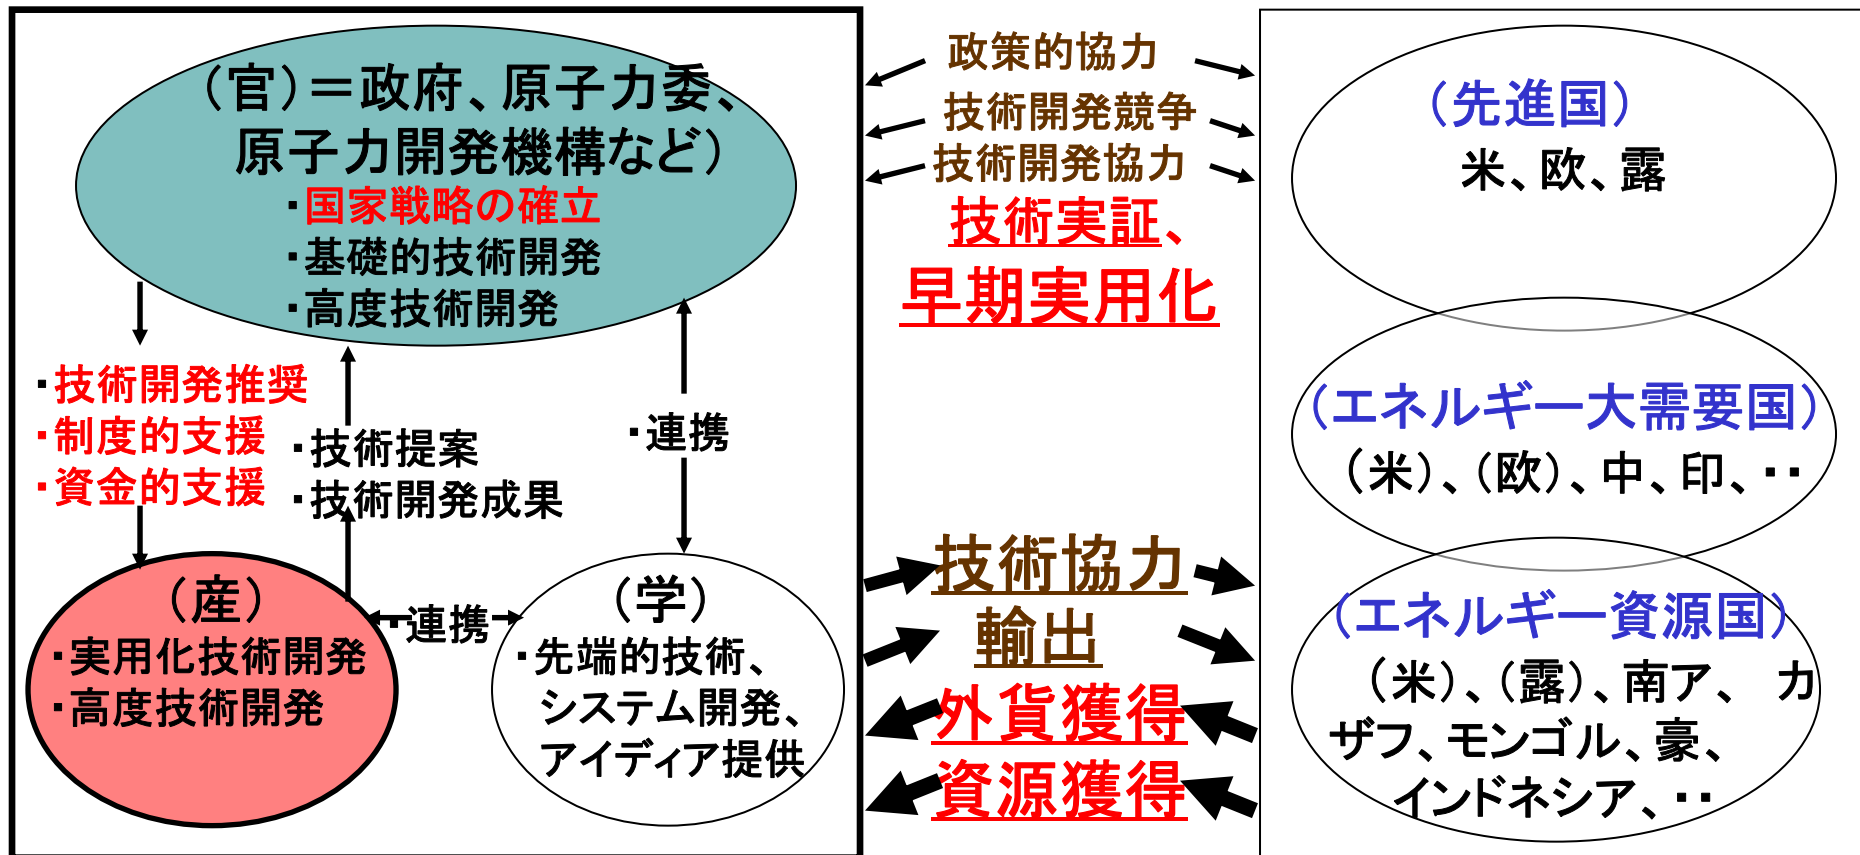 （官）＝政府、原子力委、
原子力開発機構など）
・国家戦略の確立
・基礎的技術開発
・高度技術開発
・技術開発推奨
・制度的支援
・資金的支援
・技術提案
・技術開発成果
・連携
（産）
・実用化技術開発
・高度技術開発
・連携
（学）
・先端的技術、
システム開発、
アイディア提供
政策的協力
技術開発競争
技術開発協力
技術実証、
早期実用化
技術協力
輸出
外貨獲得
資源獲得
（先進国）
米、欧、露
（エネルギー大需要国）
（米）、（欧）、中、印、・・
（エネルギー資源国）
（米）、（露）、南ア、 カ
ザフ、モンゴル、豪、
インドネシア、・・